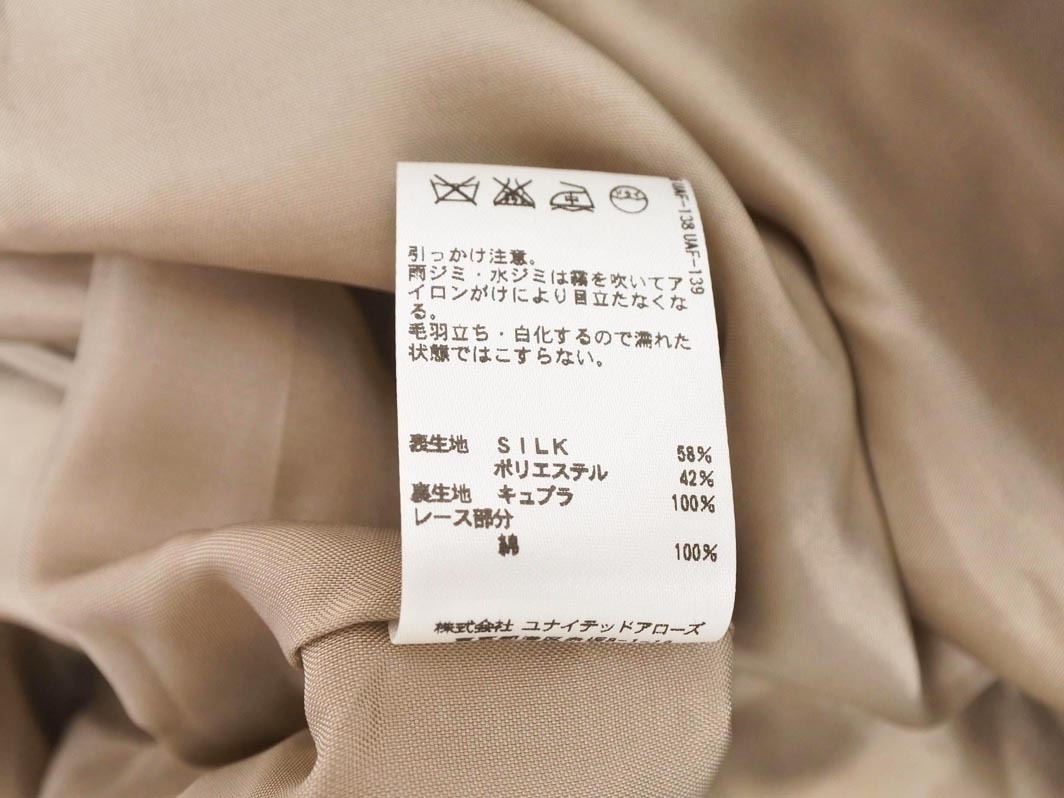 UAF-138 UAF-139
引っかけ注意。
雨ジミ・水ジミは霧を吹いてア
イロンがけにより目立たなくな
る。
毛羽立ち・白化するので濡れた
状態ではこすらない。
表生地 SILK 58%
ポリエステル 42%
裏生地 キュプラ 100%
レース部分
綿 100%
株式会社 ユナイテッドアローズ